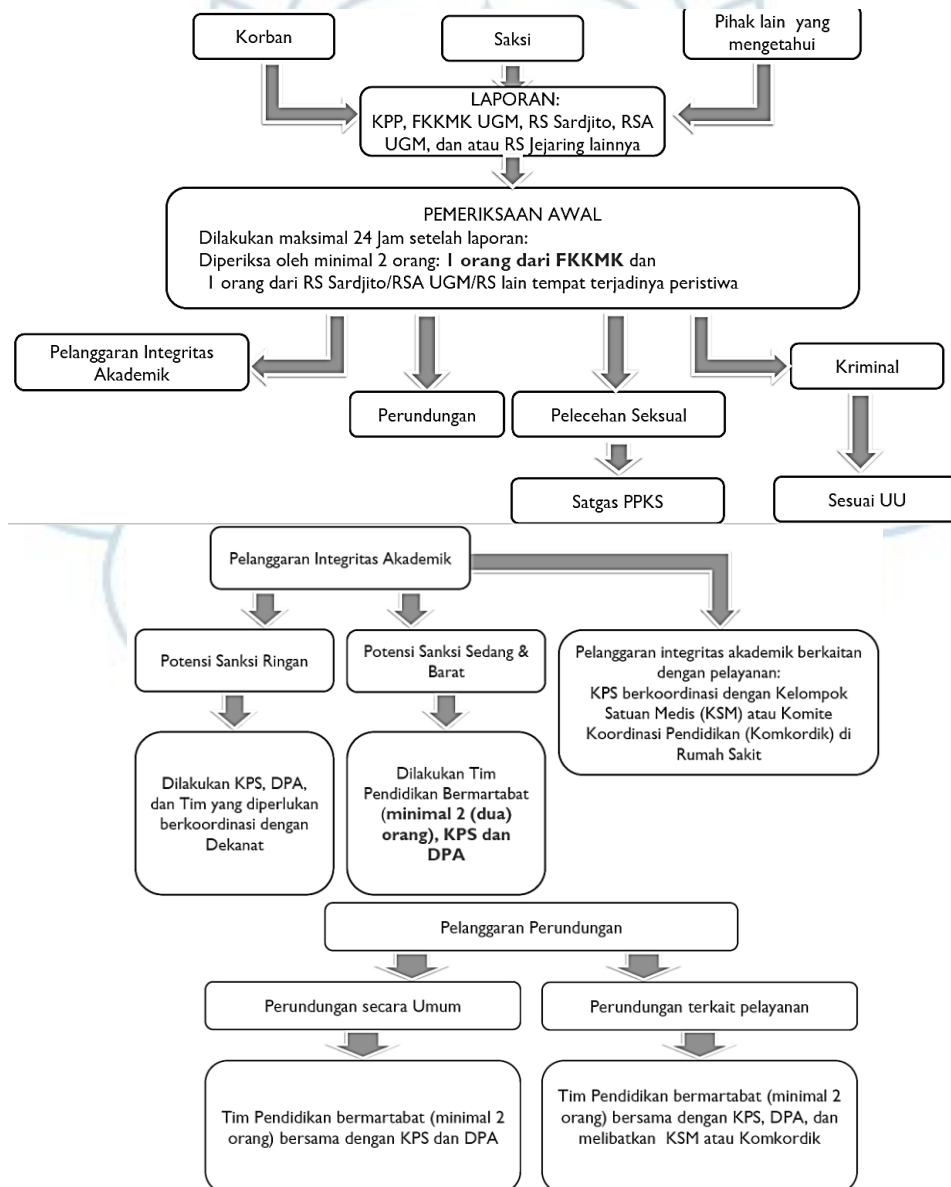 Korban
Saksi
Pihak lain yang
mengetahui
LAPORAN:
KPP, FKKMK UGM, RS Sardjito, RSA
UGM, dan atau RS Jejaring lainnya
PEMERIKSAAN AWAL
Dilakukan maksimal 24 Jam setelah laporan:
Diperiksa oleh minimal 2 orang: 1 orang dari FKKMK dan
1 orang dari RS Sardjito/RSA UGM/RS lain tempat terjadinya peristiwa
Pelanggaran Integritas
Akademik
Perundungan
Pelecehan Seksual
Kriminal
Satgas PPKS
Sesuai UU
Pelanggaran Integritas Akademik
Potensi Sanksi Ringan
Potensi Sanksi Sedang &
Barat
Pelanggaran integritas akademik berkaitan
dengan pelayanan:
KPS berkoordinasi dengan Kelompok
Satuan Medis (KSM) atau Komite
Koordinasi Pendidikan (Komkordik) di
Rumah Sakit
Dilakukan KPS, DPA,
dan Tim yang diperlukan
berkoordinasi dengan
Dekanat
Dilakukan Tim
Pendidikan Bermartabat
(minimal 2 (dua)
orang), KPS dan
DPA
Pelanggaran Perundungan
Perundungan secara Umum
Perundungan terkait pelayanan
Tim Pendidikan bermartabat (minimal 2
orang) bersama dengan KPS dan DPA
Tim Pendidikan bermartabat (minimal 2
orang) bersama dengan KPS, DPA, dan
melibatkan KSM atau Komkordik